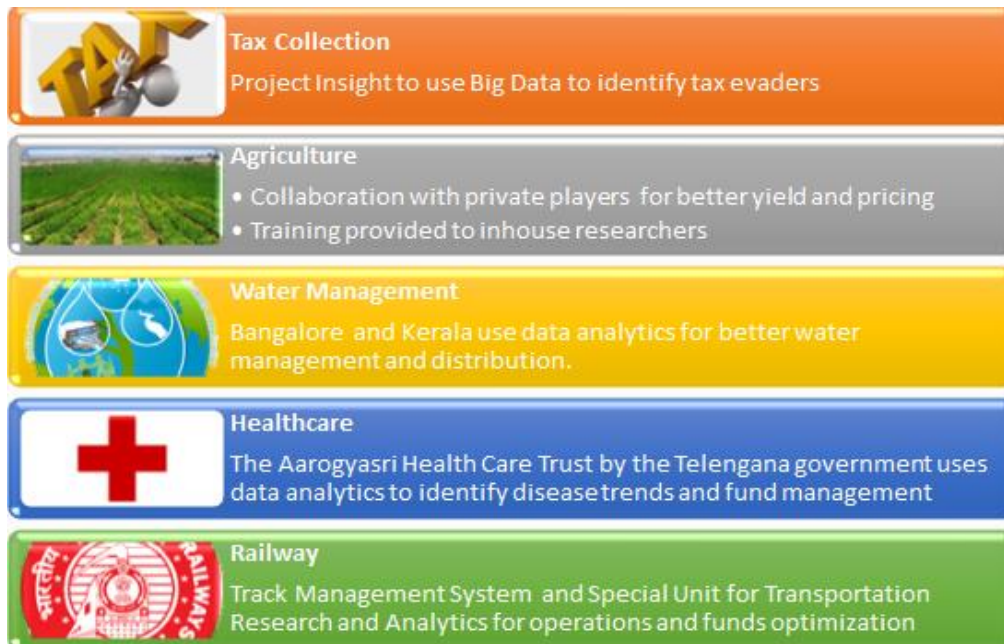 TAX
Tax Collection
Project Insight to use Big Data to identify tax evaders
Agriculture
• Collaboration with private players for better yield and pricing
• Training provided to inhouse researchers
Water Management
Bangalore and Kerala use data analytics for better water
management and distribution.
Healthcare
The Aarogyasri Health Care Trust by the Telengana government uses
data analytics to identify disease trends and fund management
भारतीय
RAILWAYS
Railway
Track Management System and Special Unit for Transportation
Research and Analytics for operations and funds optimization